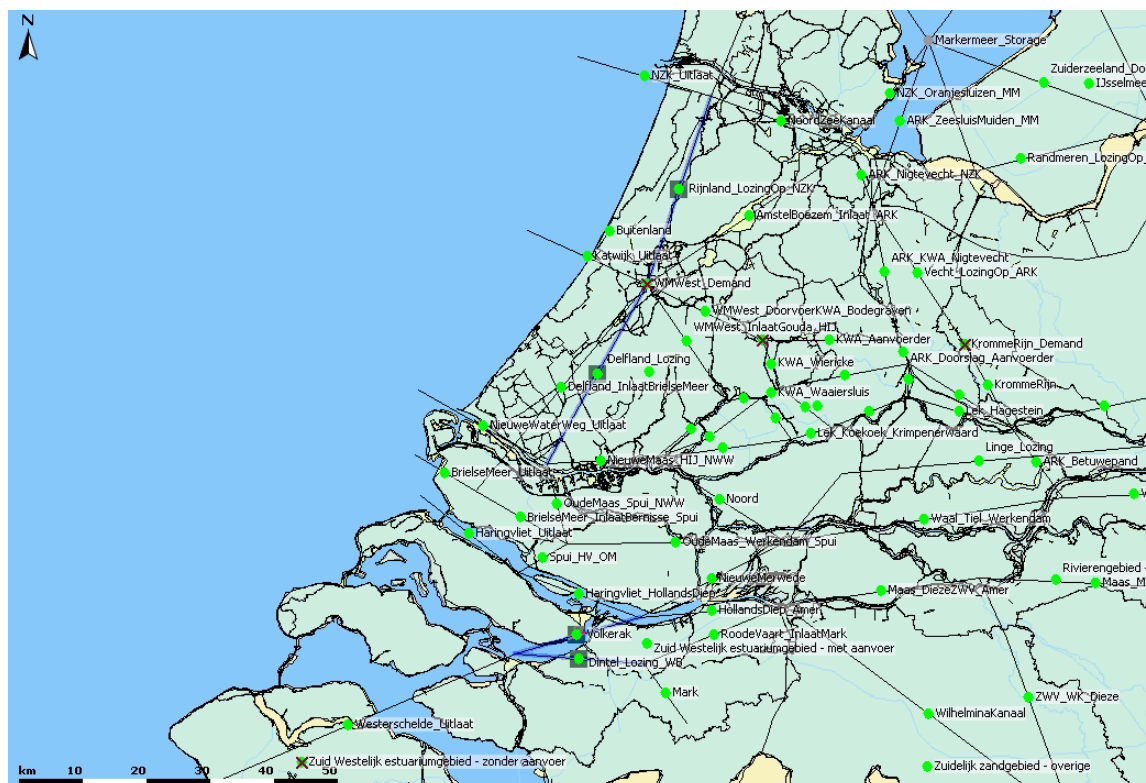 N
Markermeer_Storage
NZK_Uitlaat
Zuiderzeeland_Do
IJsselmee
NZK_Oranjesluizen_MM
NoordZeeKanaal
ARK_ZeesluisMuiden_MM
Randmeren_LozingOp_
ARK_Nigtevecht_NZK
Rijnland_LozingOp_NZK
AmstelBoezem_Inlaat_ARK
Buitenland
Katwijk_Uitlaat
ARK_KWA_Nigtevecht
Vecht_LozingOp_ARK
WMWest_Demand
WMWest_DoorvoerKWA_Bodegraven
WMWest_InlaatGouda_HIJ
KWA_Aanvoerder
KrommeRijn_Demand
Delfland_Lozing
KWA_Wiericke
ARK_Doorslag_Aanvoerder
Delfland_InlaatBrielseMeer
KWA_Waaiersluis
KrommeRijn
Lek_Hagestein
NieuweWaterWeg_Uitlaat
Lek_Koekoek_Krimpenerwaard
Linge_Lozing
NieuweMaas_HIJ_NWW
ARK_Betuwepand
BrielseMeer_Uitlaat
OudeMaas_Spui_NWW
Noord
W
BrielseMeer_InlaatBernisse_Spui
Waal_Tiel_Werkendam
Haringvliet_Uitlaat
OudeMaas_Werkendam_Spui
Spui_HV_OM
Rivierengebied -
NieuweMerwede
Maas_M
Haringvliet_HollandsDiep
Maas_DiezeZWV_Amer
HollandsDiep_Amer
Volkerak
RoodeVaart_InlaatMark
Zuid Westelijk estuariumgebied - met aanvoer
Dintel_Lozing_WB
Mark
ZWV_WK_Dieze
WilhelminaKanaal
Westerschelde_Uitlaat
Zuid Westelijk estuariumgebied - zonder aanvoer
Zuidelijk zandgebied - overige
km 10 20 30 40 50